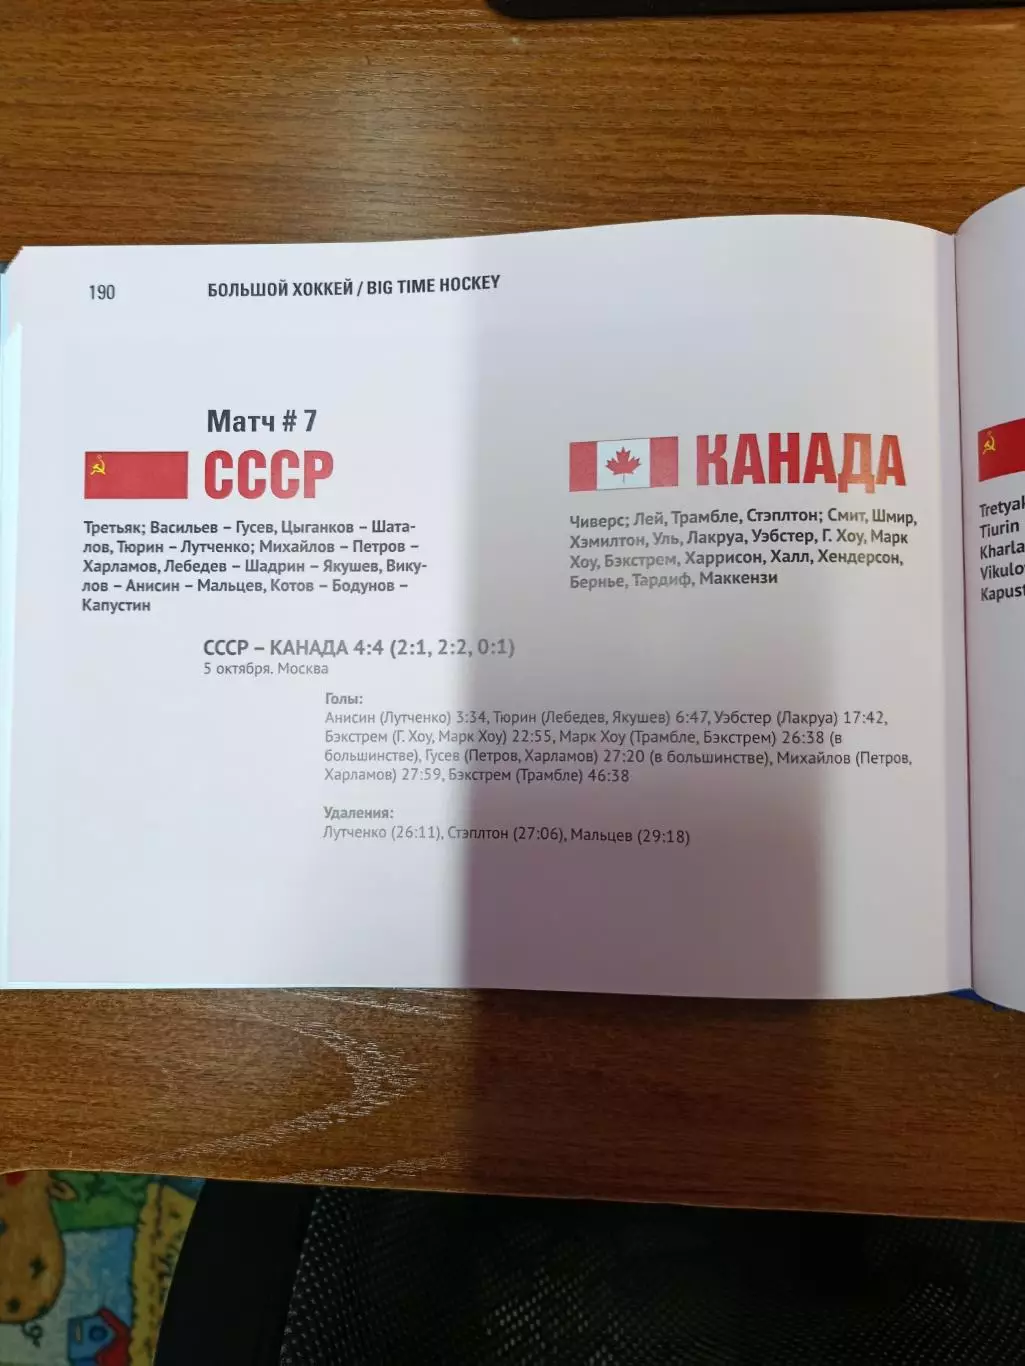 190
БОЛЬШОЙ ХОККЕЙ / BIG TIME HOCKEY
Матч # 7
СССР
Третьяк; Васильев – Гусев, Цыганков – Шата-
лов, Тюрин – Лутченко; Михайлов – Петров –
Харламов, Лебедев – Шадрин – Якушев, Вику-
лов – Анисин – Мальцев, Котов – Бодунов –
Капустин
КАНАДА
Чиверс; Лей, Трамбле, Стэплтон; Смит, Шмир,
Хэмилтон, Уль, Лакруа, Уэбстер, Г. Хоу, Марк
Хоу, Бэкстрем, Харрисон, Халл, Хендерсон,
Бернье, Тардиф, Маккензи
СССР – КАНАДА 4:4 (2:1, 2:2, 0:1)
5 октября. Москва
Голы:
Анисин (Лутченко) 3:34, Тюрин (Лебедев, Якушев) 6:47, Уэбстер (Лакруа) 17:42,
Бэкстрем (Г. Хоу, Марк Хоу) 22:55, Марк Хоу (Трамбле, Бэкстрем) 26:38 (в
большинстве), Гусев (Петров, Харламов) 27:20 (в большинстве), Михайлов (Петров,
Харламов) 27:59, Бэкстрем (Трамбле) 46:38
Удаления:
Лутченко (26:11), Стэплтон (27:06), Мальцев (29:18)
Tretyak
Tiurin
Kharla
Vikulov
Kapust